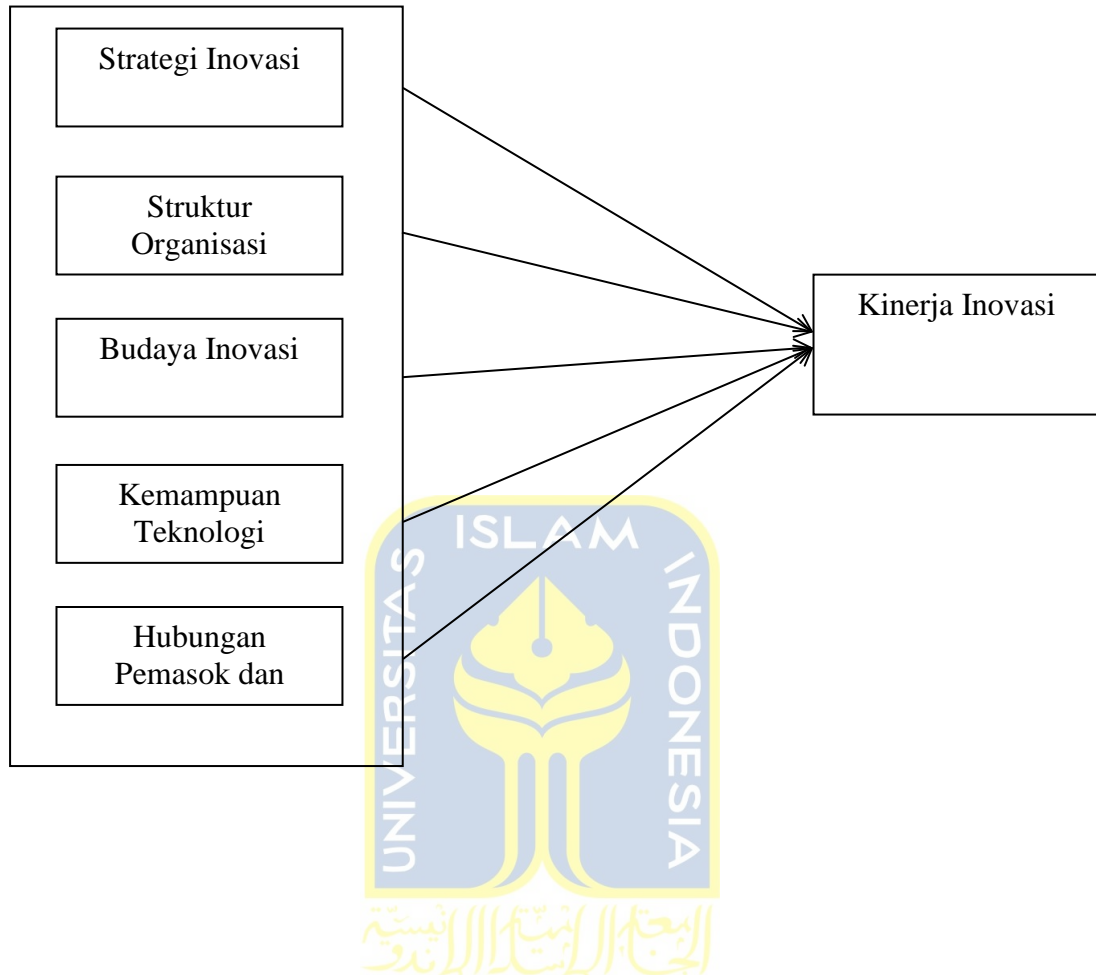 Strategi Inovasi
Struktur
Organisasi
Budaya Inovasi
Kemampuan
Teknologi
Hubungan
Pemasok dan
Kinerja Inovasi
UNIVERSITAS
ISLAM
INDONESIA